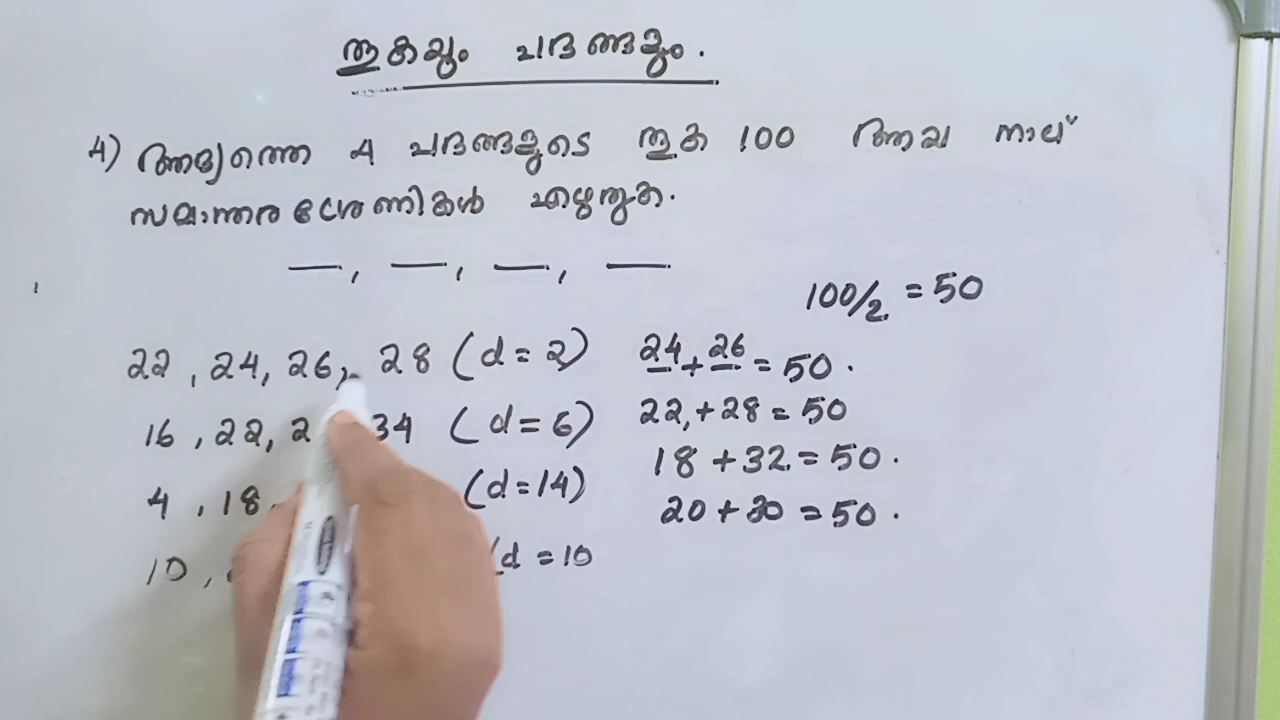 തുകയും പദങ്ങളും.
4) ആദ്യത്തെ 4 പദങ്ങളുടെ തുക 100 ആയ നാല്
സമാന്തര ശ്രേണികൾ എഴുതുക.
—, —, —, —
100/2 = 50
22, 24, 26, 28 (d = 2) 24 + 26 = 50.
16, 22, 2 34 (d = 6) 22, + 28 = 50
4, 18, (d = 14) 18 + 32 = 50.
10, (d = 10 20 + 30 = 50.